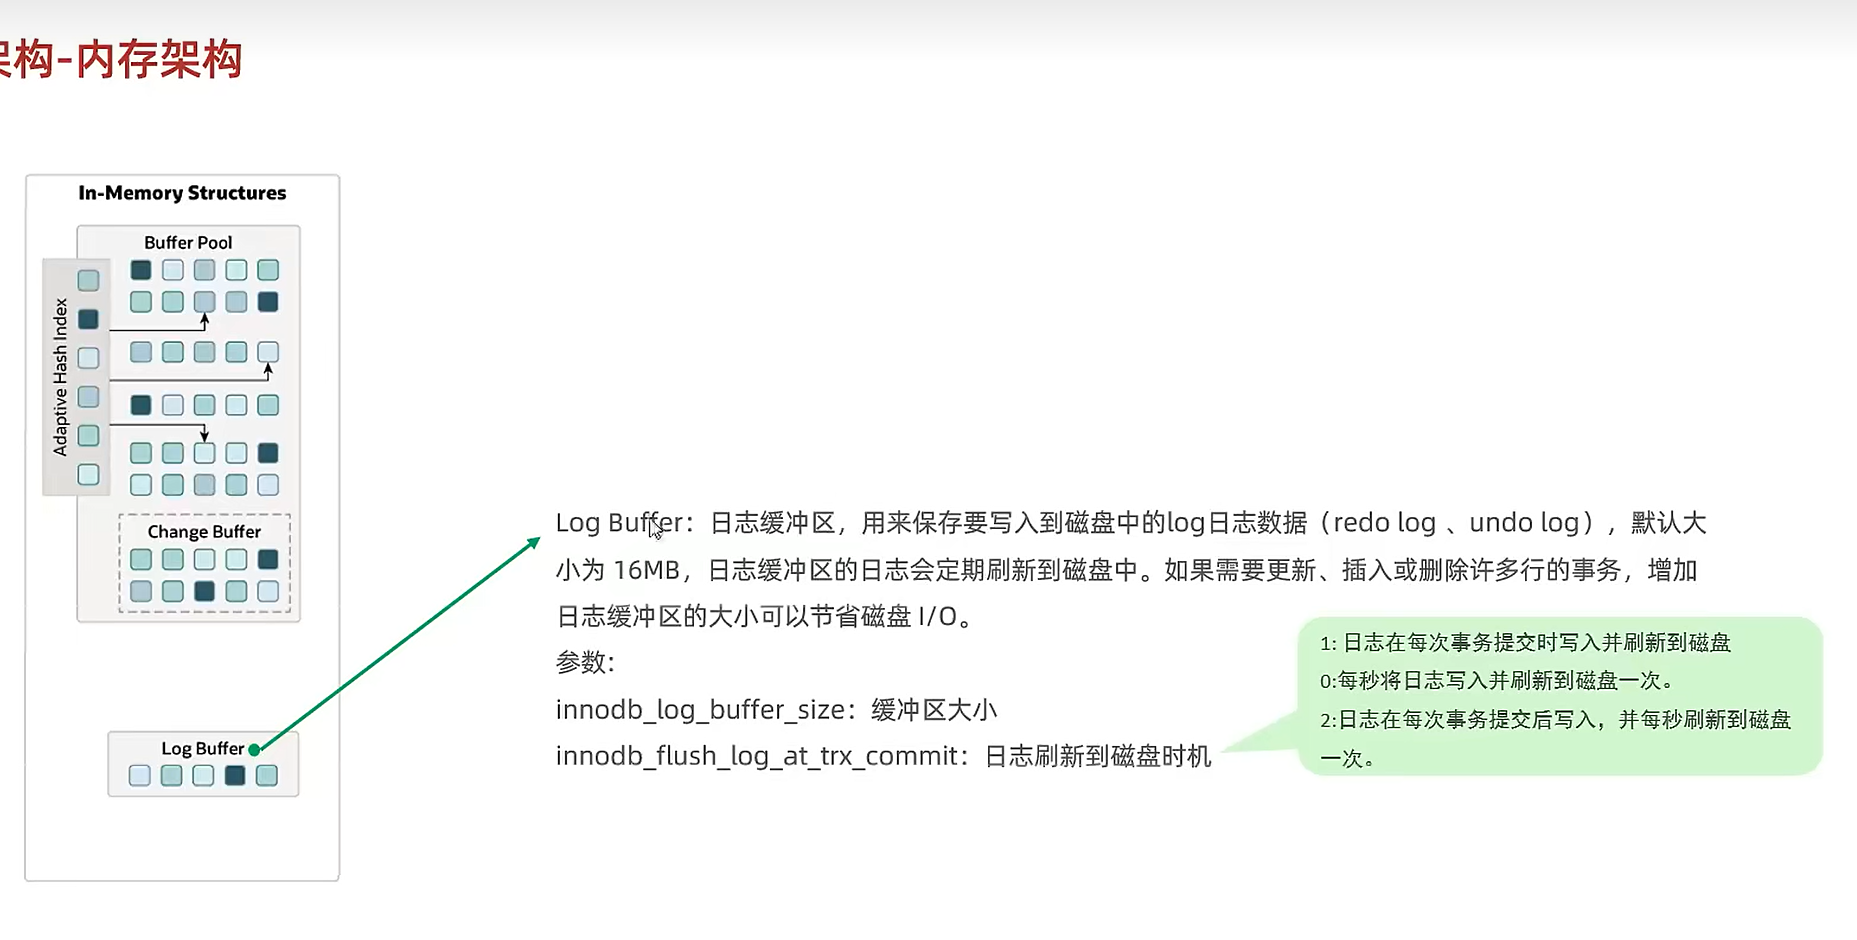 架构-内存架构
In-Memory Structures
Buffer Pool
Adaptive Hash Index
Change Buffer
Log Buffer
Log Buffer：日志缓冲区，用来保存要写入到磁盘中的log日志数据（redo log 、undo log），默认大
小为 16MB，日志缓冲区的日志会定期刷新到磁盘中。如果需要更新、插入或删除许多行的事务，增加
日志缓冲区的大小可以节省磁盘 I/O。
参数:
innodb_log_buffer_size：缓冲区大小
innodb_flush_log_at_trx_commit：日志刷新到磁盘时机
1: 日志在每次事务提交时写入并刷新到磁盘
0:每秒将日志写入并刷新到磁盘一次。
2:日志在每次事务提交后写入，并每秒刷新到磁盘
一次。